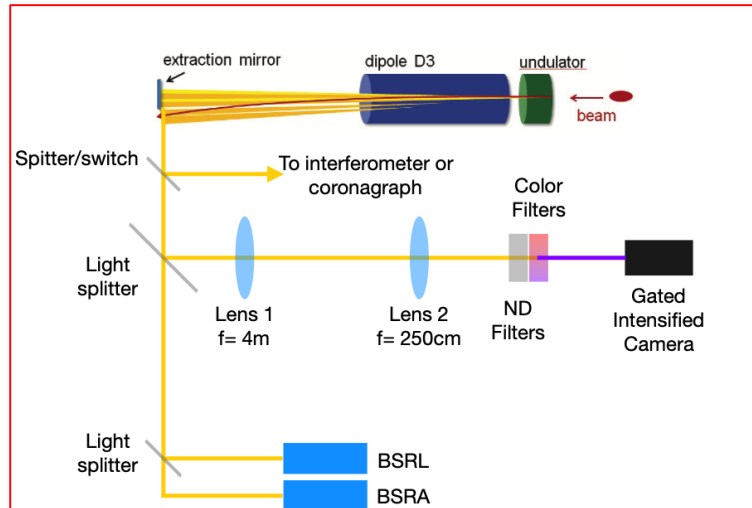 extraction mirror
dipole D3
undulator
beam
Spitter/switch
To interferometer or
coronagraph
Color
Filters
Light
splitter
Lens 1
f= 4m
Lens 2
f= 250cm
ND
Filters
Gated
Intensified
Camera
Light
splitter
BSRL
BSRA